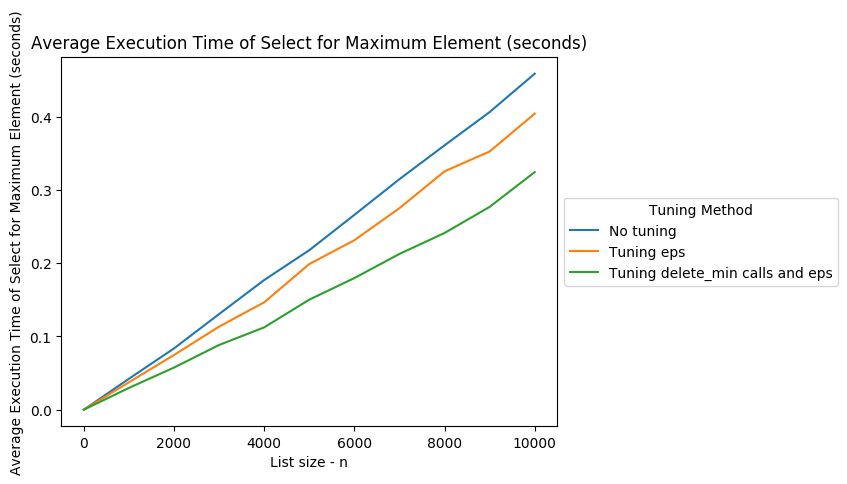 Average Execution Time of Select for Maximum Element (seconds)
Average Execution Time of Select for Maximum Element (seconds)
0.4
0.3
0.2
0.1
0.0
0
2000
4000
6000
8000
10000
List size - n
Tuning Method
No tuning
Tuning eps
Tuning delete_min calls and eps